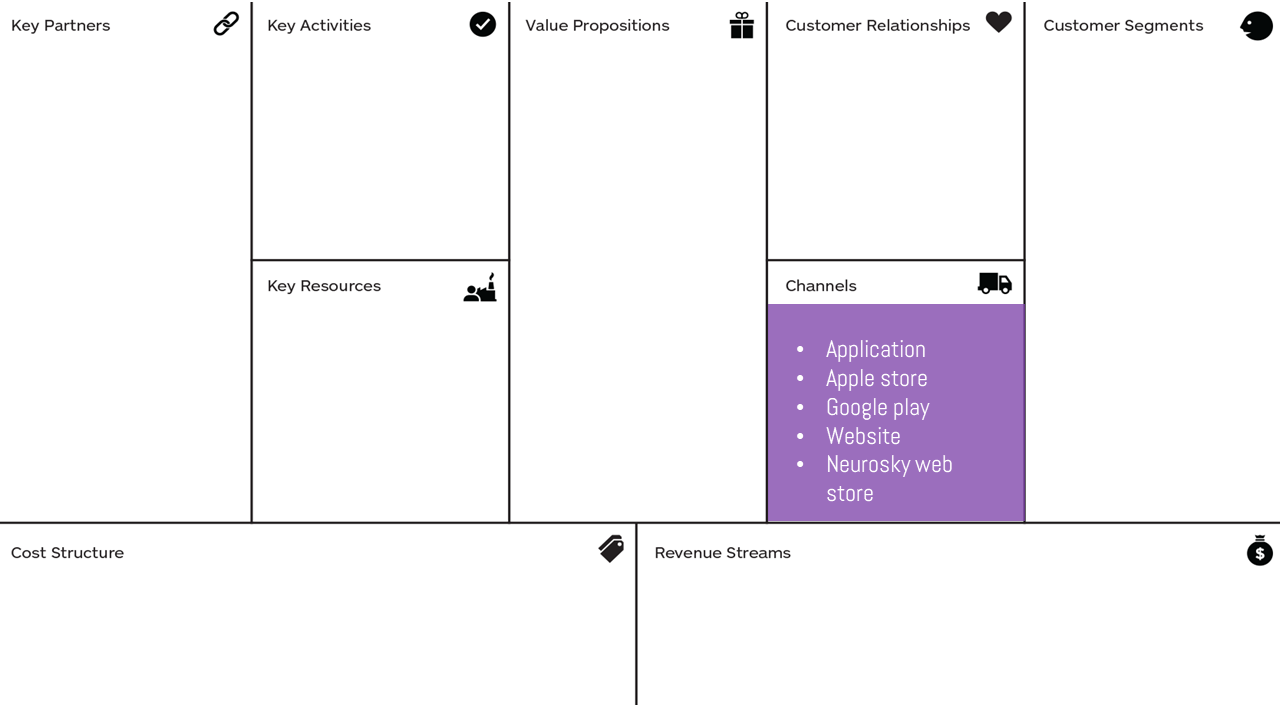 Key Partners
Key Activities
Value Propositions
Customer Relationships
Customer Segments
Key Resources
Channels
• Application
• Apple store
• Google play
• Website
• Neurosky web
store
Cost Structure
Revenue Streams
$